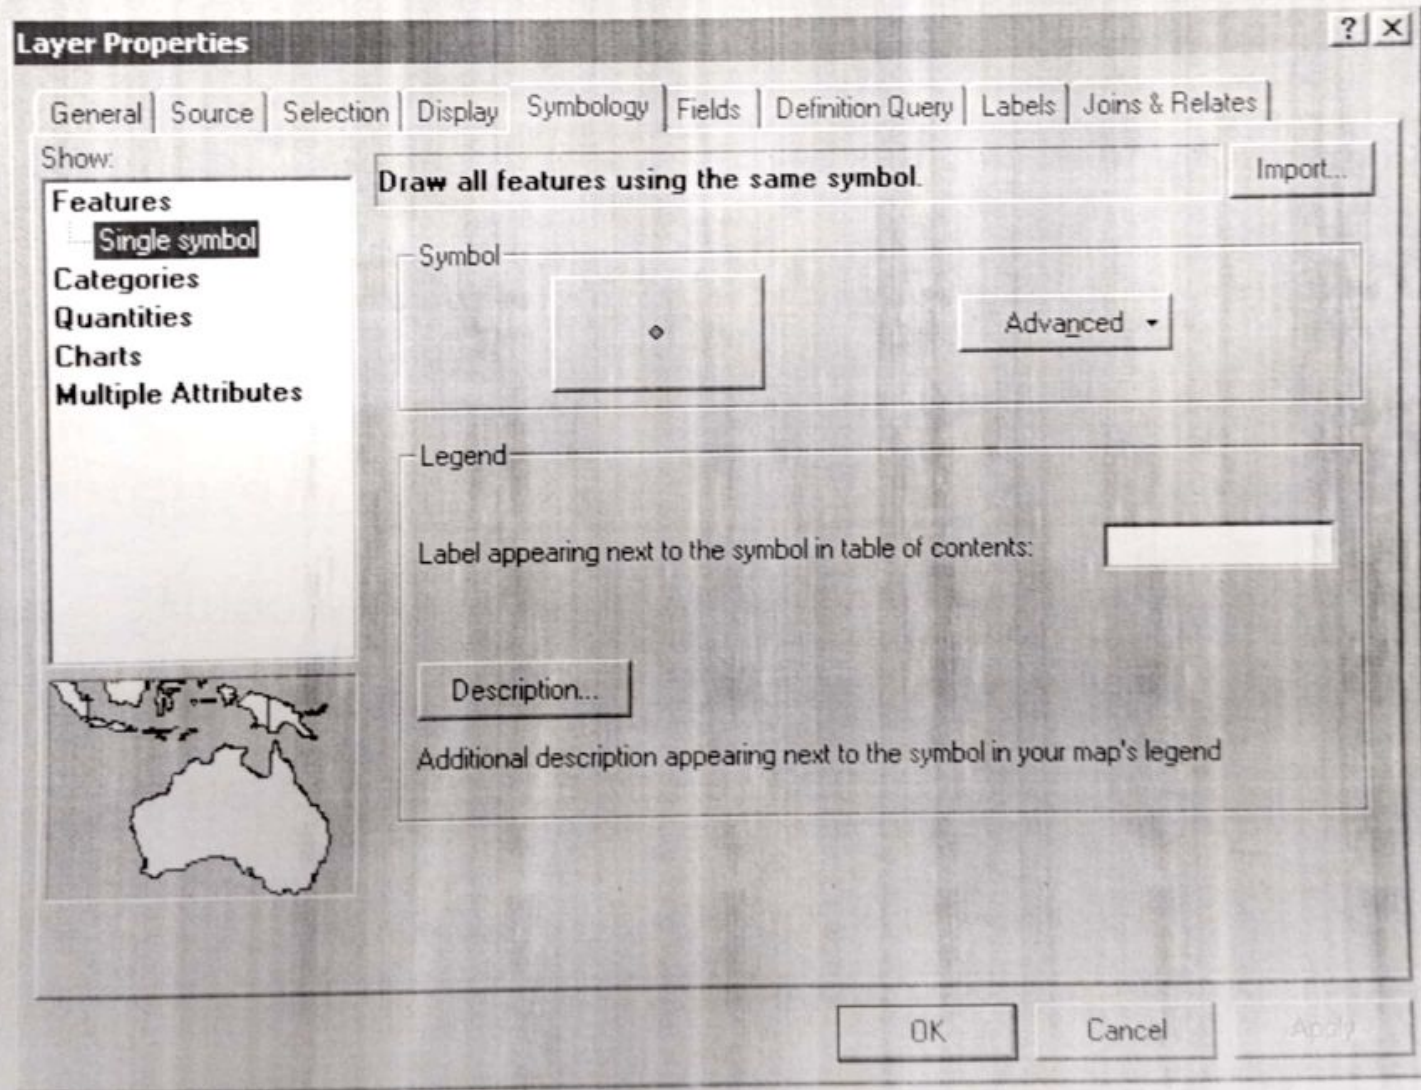 Layer Properties
? X
General Source Selection Display Symbology Fields Definition Query Labels Joins & Relates
Show:
Features
Single symbol
Categories
Quantities
Charts
Multiple Attributes
Draw all features using the same symbol.
Import...
Symbol
Advanced
Legend
Label appearing next to the symbol in table of contents:
Description...
Additional description appearing next to the symbol in your map's legend
OK Cancel Apply